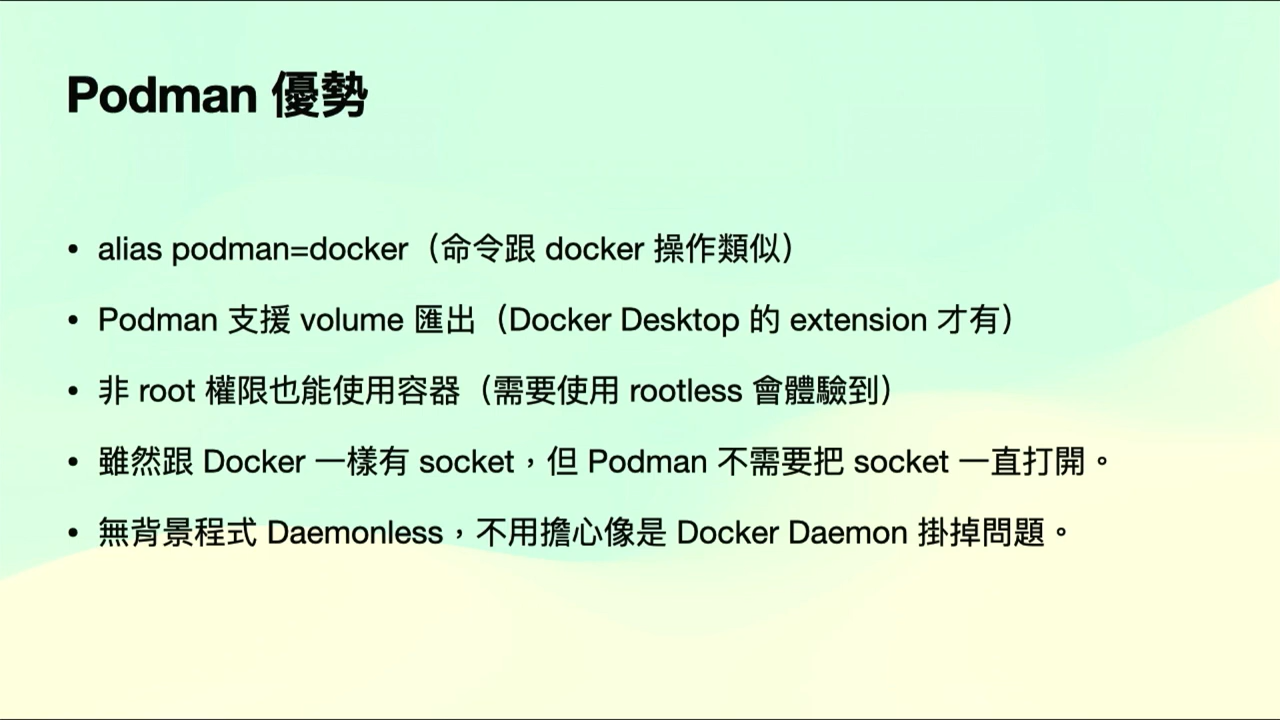 Podman 優勢
• alias podman=docker（命令跟 docker 操作類似）
• Podman 支援 volume 匯出（Docker Desktop 的 extension 才有）
• 非 root 權限也能使用容器（需要使用 rootless 會體驗到）
• 雖然跟 Docker 一樣有 socket，但 Podman 不需要把 socket 一直打開。
• 無背景程式 Daemonless，不用擔心像是 Docker Daemon 掛掉問題。